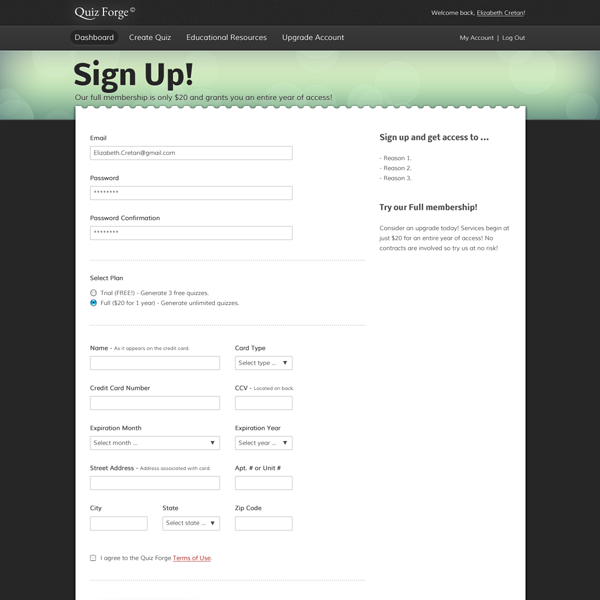 Quiz Forge©
Welcome back, Elizabeth Cretan!
Dashboard Create Quiz Educational Resources Upgrade Account
My Account | Log Out
Sign Up!
Our full membership is only $20 and grants you an entire year of access!
Email
Elizabeth.Cretan@gmail.com
Password
********
Password Confirmation
********
Select Plan
Trial (FREE!) - Generate 3 free quizzes.
Full ($20 for 1 year) - Generate unlimited quizzes.
Name - As it appears on the credit card.
Card Type
Select type ...
Credit Card Number
CCV - Located on back.
Expiration Month
Select month ...
Expiration Year
Select year ...
Street Address - Address associated with card.
Apt. # or Unit #
City
State
Select state ...
Zip Code
I agree to the Quiz Forge Terms of Use.
Sign up and get access to ...
- Reason 1.
- Reason 2.
- Reason 3.
Try our Full membership!
Consider an upgrade today! Services begin at
just $20 for an entire year of access! No
contracts are involved so try us at no risk!